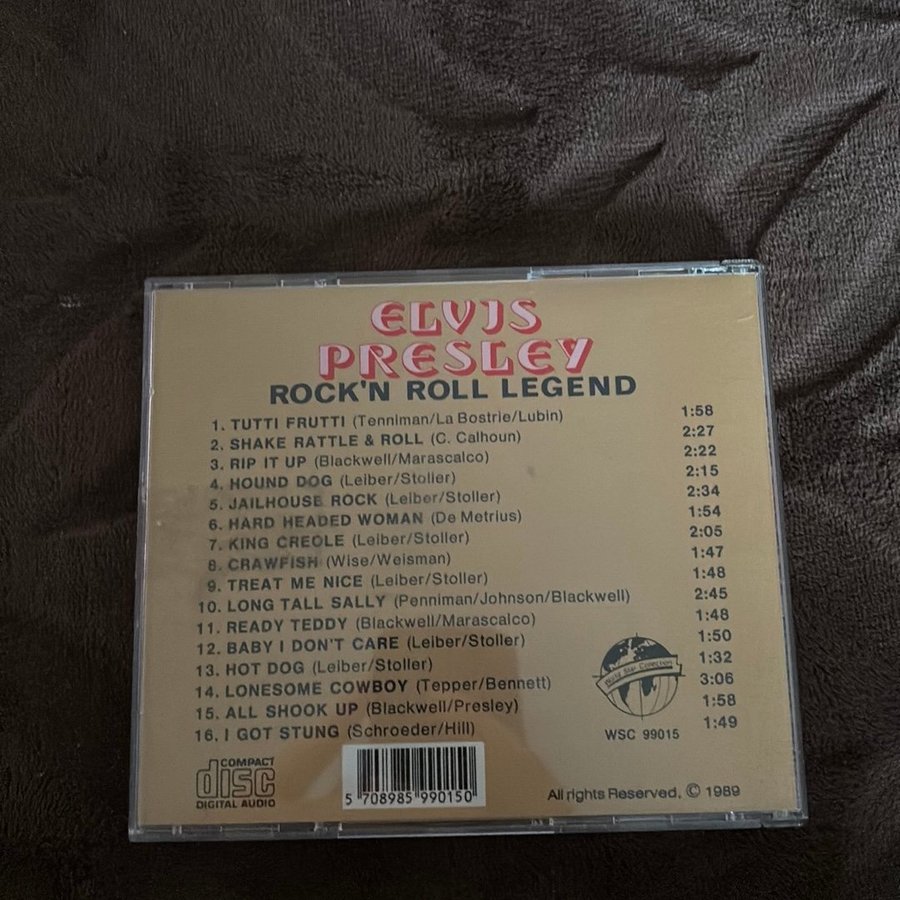 ELVIS
PRESLEY
ROCK'N ROLL LEGEND
1. TUTTI FRUTTI (Tenniman/La Bostrie/Lubin) 1:58
2. SHAKE RATTLE & ROLL (C. Calhoun) 2:27
3. RIP IT UP (Blackwell/Marascalco) 2:22
4. HOUND DOG (Leiber/Stoller) 2:15
5. JAILHOUSE ROCK (Leiber/Stoller) 2:34
6. HARD HEADED WOMAN (De Metrius) 1:54
7. KING CREOLE (Leiber/Stoller) 2:05
8. CRAWFISH (Wise/Weisman) 1:47
9. TREAT ME NICE (Leiber/Stoller) 1:48
10. LONG TALL SALLY (Penniman/Johnson/Blackwell) 2:45
11. READY TEDDY (Blackwell/Marascalco) 1:48
12. BABY I DON'T CARE (Leiber/Stoller) 1:50
13. HOT DOG (Leiber/Stoller) 1:32
14. LONESOME COWBOY (Tepper/Bennett) 3:06
15. ALL SHOOK UP (Blackwell/Presley) 1:58
16. I GOT STUNG (Schroeder/Hill) 1:49
World Star Collection
WSC 99015
COMPACT
disc
DIGITAL AUDIO
5 708985 990150
All rights Reserved. © 1989